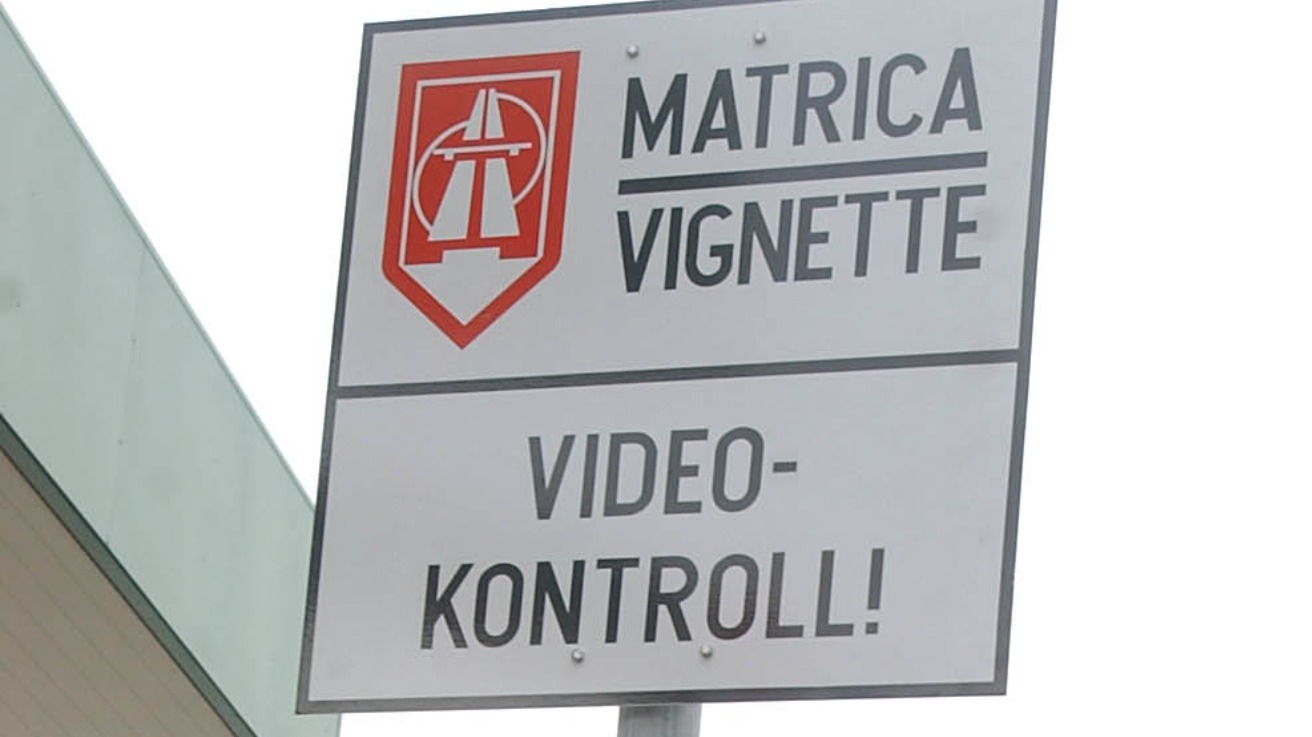 MATRICA
VIGNETTE
VIDEO-
KONTROLL!